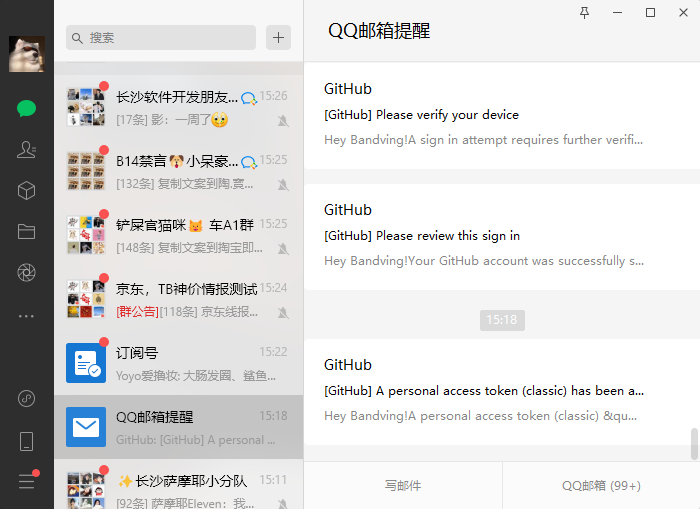 搜索
长沙软件开发朋友...
15:26
[17条] 影：一周了
B14禁言🐶小呆豪...
15:25
[132条] 复制文案到陶.寳...
铲屎官猫咪🐱 车A1群
15:25
[148条] 复制文案到淘宝即...
京东，TB神价情报测试
15:24
[群公告][118条] 京东线报...
订阅号
15:22
Yoyo爱撸妆: 大肠发圈、鲨鱼...
QQ邮箱提醒
15:18
GitHub: [GitHub] A personal ...
✨长沙萨摩耶小分队
15:11
[92条] 萨摩耶Eleven：我...
QQ邮箱提醒
GitHub
[GitHub] Please verify your device
Hey Bandving!A sign in attempt requires further verifi...
GitHub
[GitHub] Please review this sign in
Hey Bandving!Your GitHub account was successfully s...
15:18
GitHub
[GitHub] A personal access token (classic) has been a...
Hey Bandving!A personal access token (classic) &qu...
写邮件
QQ邮箱 (99+)